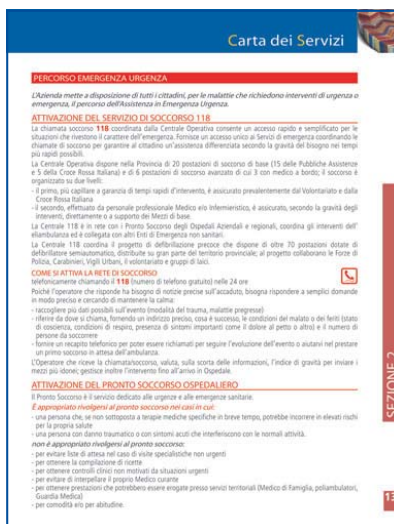 Carta dei Servizi
PERCORSO EMERGENZA URGENZA
L'Azienda mette a disposizione di tutti i cittadini, per le malattie che richiedono interventi di urgenza o
emergenza, il percorso dell'Assistenza in Emergenza Urgenza.
ATTIVAZIONE DEL SERVIZIO DI SOCCORSO 118
La chiamata soccorso 118 coordinata dalla Centrale Operativa consente un accesso rapido e semplificato per le
situazioni che rivestono il carattere dell'emergenza. Fornisce un accesso unico ai Servizi di emergenza coordinando le
chiamate di soccorso per garantire al cittadino un'assistenza differenziata secondo la gravità del bisogno nei tempi
più rapidi possibili.
La Centrale Operativa dispone nella Provincia di 20 postazioni di soccorso di base (15 delle Pubbliche Assistenze
e 5 della Croce Rossa Italiana) e di 6 postazioni di soccorso avanzato di cui 3 con medico a bordo; il soccorso è
organizzato su due livelli:
- il primo, più capillare a garanzia di tempi rapidi d'intervento, è assicurato prevalentemente dal Volontariato e dalla
Croce Rossa Italiana
- il secondo, effettuato da personale professionale Medico e/o Infermieristico, è assicurato, secondo la gravità degli
interventi, direttamente o a supporto dei Mezzi di base.
La Centrale 118 è in rete con i Pronto Soccorso degli Ospedali Aziendali e regionali, coordina gli interventi dell'
eliambulanza ed è collegata con altri Enti di Emergenza non sanitari.
La Centrale 118 coordina il progetto di defibrillazione precoce che dispone di oltre 70 postazioni dotate di
defibrillatore semiautomatico, distribuite su gran parte del territorio provinciale; al progetto collaborano le Forze di
Polizia, Carabinieri, Vigili Urbani, il volontariato e gruppi di laici.
COME SI ATTIVA LA RETE DI SOCCORSO
telefonicamente chiamando il 118 (numero di telefono gratuito) nelle 24 ore
Poiché l'operatore che risponde ha bisogno di notizie precise sull'accaduto, bisogna rispondere a semplici domande
in modo preciso e cercando di mantenere la calma:
- raccogliere più dati possibili sull'evento (modalità del trauma, malattie pregresse)
- riferire da dove si chiama, fornendo un indirizzo preciso, cosa è successo, le condizioni del malato o dei feriti (stato
di coscienza, condizioni di respiro, presenza di sintomi importanti come il dolore al petto o altro) e il numero di
persone da soccorrere
- fornire un recapito telefonico per poter essere richiamati per seguire l'evoluzione dell'evento o aiutarvi nel prestare
un primo soccorso in attesa dell'ambulanza.
L'Operatore che riceve la chiamata/soccorso, valuta, sulla scorta delle informazioni, l'indice di gravità per inviare i
mezzi più idonei; gestisce inoltre l'intervento fino all'arrivo in Ospedale.
ATTIVAZIONE DEL PRONTO SOCCORSO OSPEDALIERO
Il Pronto Soccorso è il servizio dedicato alle urgenze e alle emergenze sanitarie.
È appropriato rivolgersi al pronto soccorso nei casi in cui:
- una persona che, se non sottoposta a terapie mediche specifiche in breve tempo, potrebbe incorrere in elevati rischi
per la propria salute
- una persona con danno traumatico o con sintomi acuti che interferiscono con le normali attività.
non è appropriato rivolgersi al pronto soccorso:
- per evitare liste di attesa nel caso di visite specialistiche non urgenti
- per ottenere la compilazione di ricette
- per ottenere controlli clinici non motivati da situazioni urgenti
- per evitare di interpellare il proprio Medico curante
- per ottenere prestazioni che potrebbero essere erogate presso servizi territoriali (Medico di Famiglia, poliambulatori,
Guardia Medica)
- per comodità e/o per abitudine.
SEZIONE 2
13